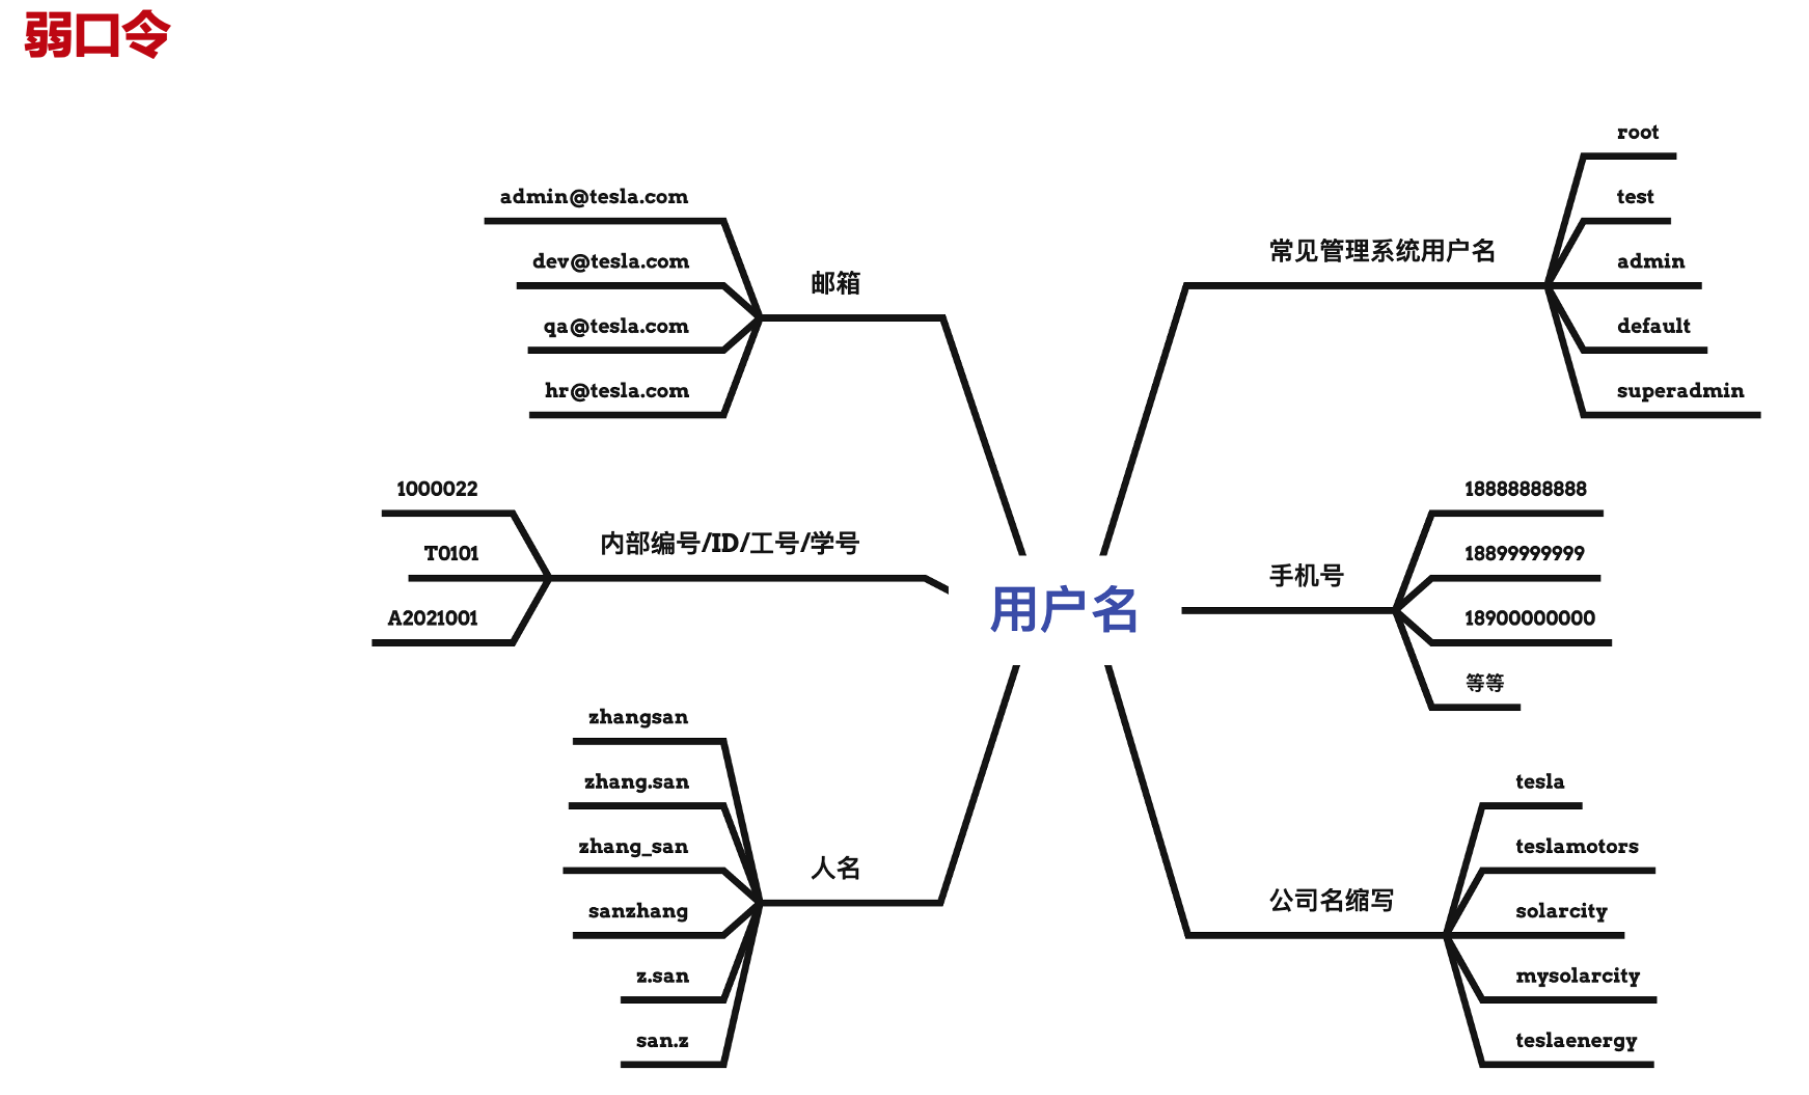 弱口令
用户名
邮箱
admin@tesla.com
dev@tesla.com
qa@tesla.com
hr@tesla.com
内部编号/ID/工号/学号
1000022
T0101
A2021001
人名
zhangsan
zhang.san
zhang_san
sanzhang
z.san
san.z
常见管理系统用户名
root
test
admin
default
superadmin
手机号
18888888888
18899999999
18900000000
等等
公司名缩写
tesla
teslamotors
solarcity
mysolarcity
teslaenergy